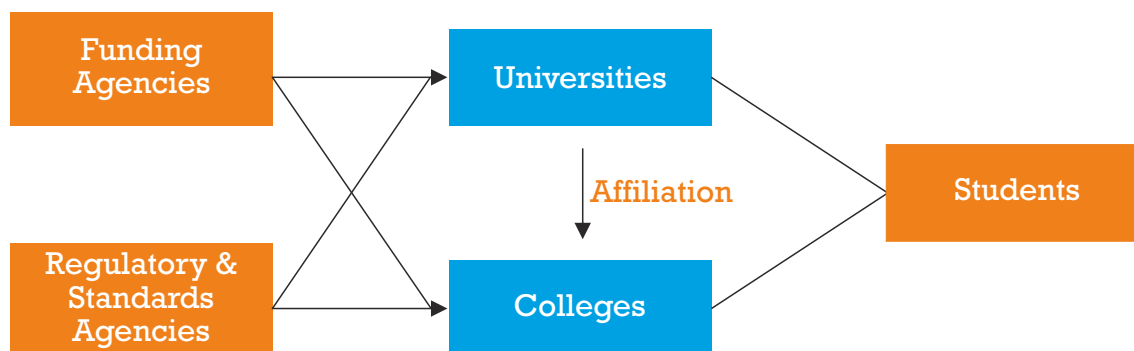 Funding
Agencies
Universities
Affiliation
Students
Regulatory &
Standards
Agencies
Colleges